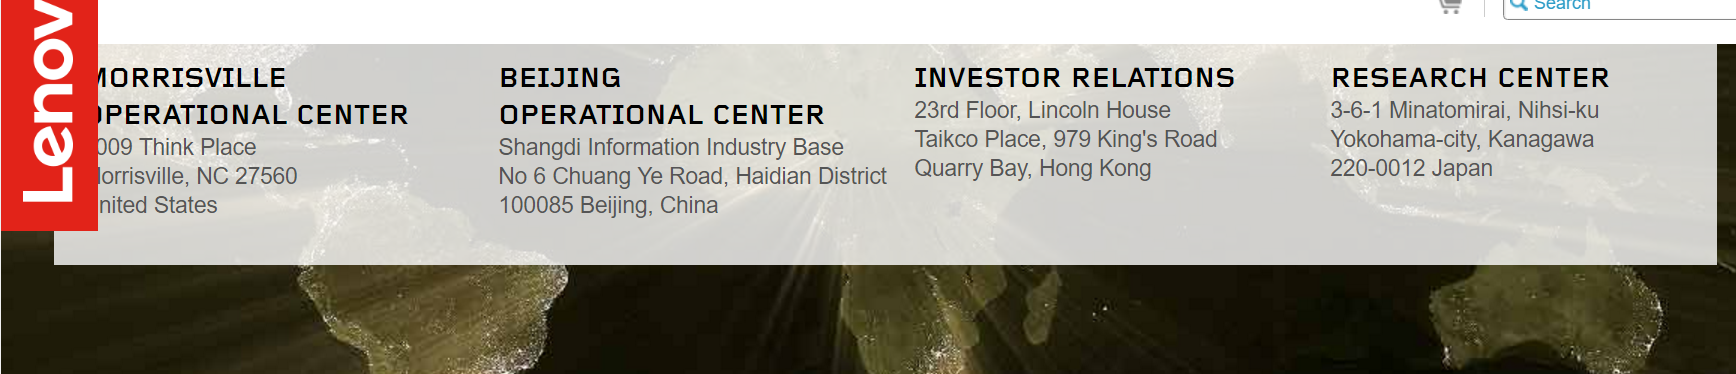 Search
Lenov
MORRISVILLE
OPERATIONAL CENTER
009 Think Place
orrisville, NC 27560
nited States
BEIJING
OPERATIONAL CENTER
Shangdi Information Industry Base
No 6 Chuang Ye Road, Haidian District
100085 Beijing, China
INVESTOR RELATIONS
23rd Floor, Lincoln House
Taikco Place, 979 King's Road
Quarry Bay, Hong Kong
RESEARCH CENTER
3-6-1 Minatomirai, Nihsi-ku
Yokohama-city, Kanagawa
220-0012 Japan